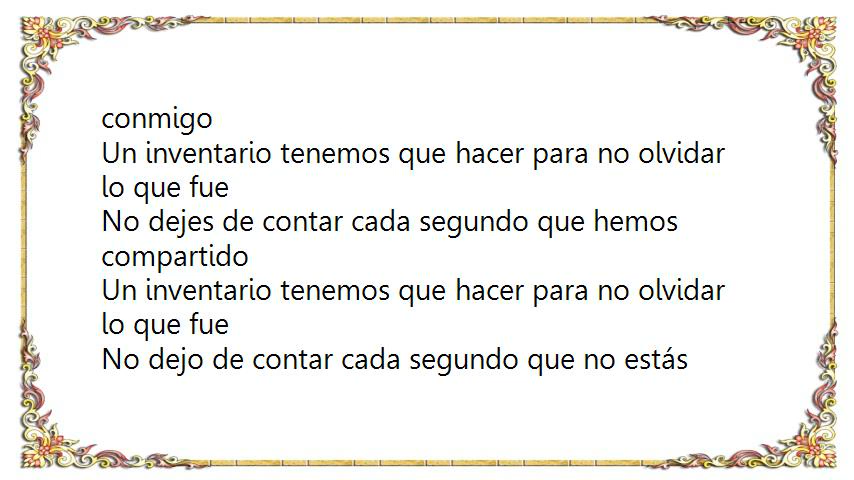 conmigo
Un inventario tenemos que hacer para no olvidar
lo que fue
No dejes de contar cada segundo que hemos
compartido
Un inventario tenemos que hacer para no olvidar
lo que fue
No dejo de contar cada segundo que no estás